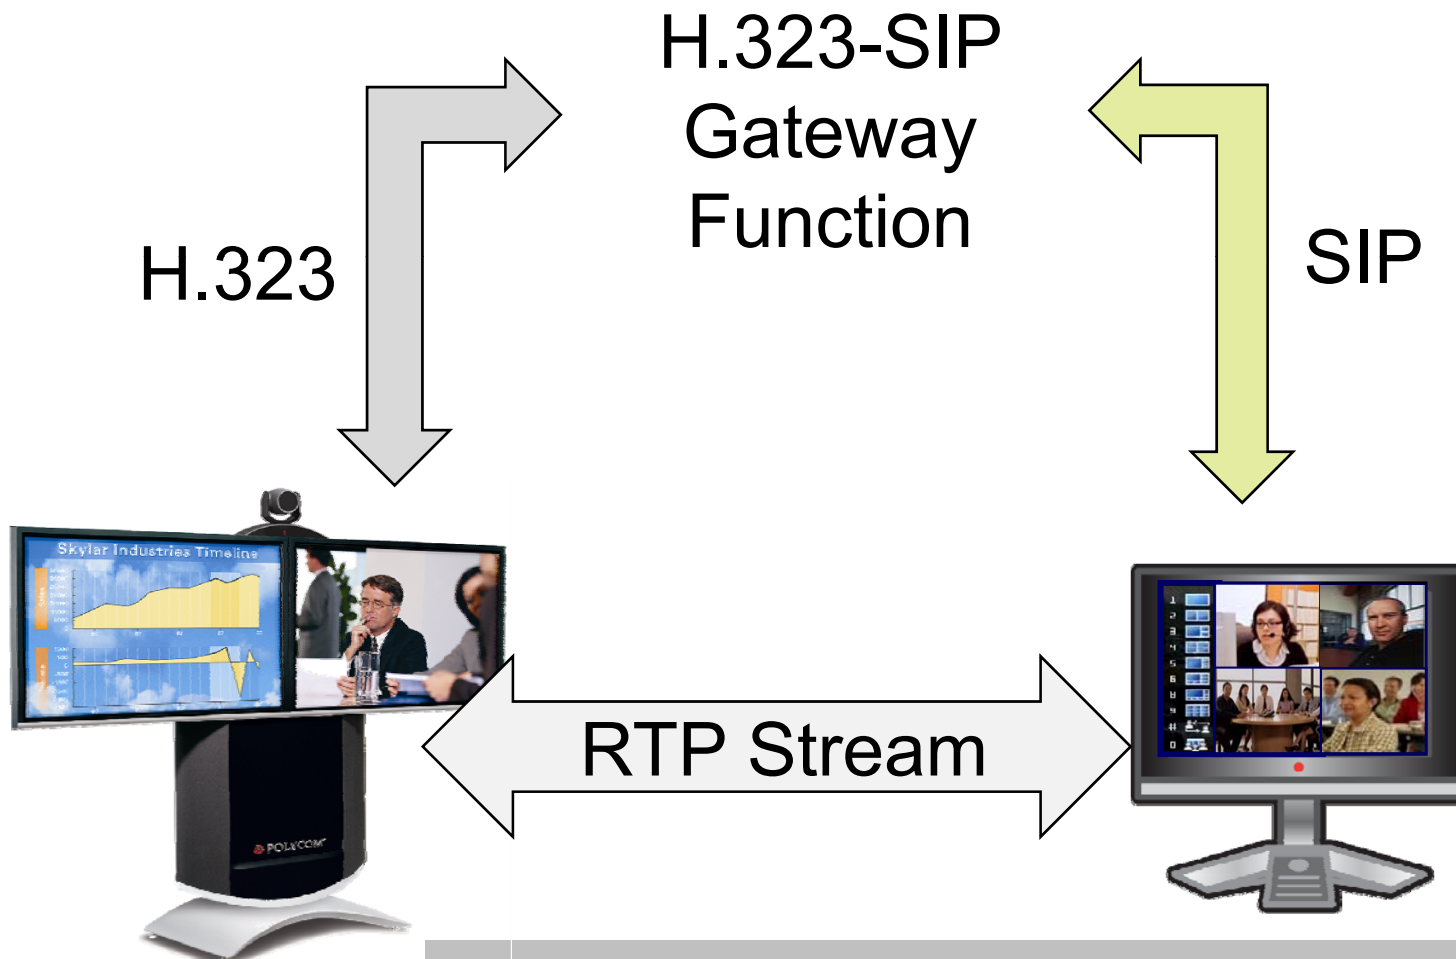 H.323-SIP
Gateway
Function
H.323
SIP
Skylar Industries Timeline
RTP Stream
POLYCOM